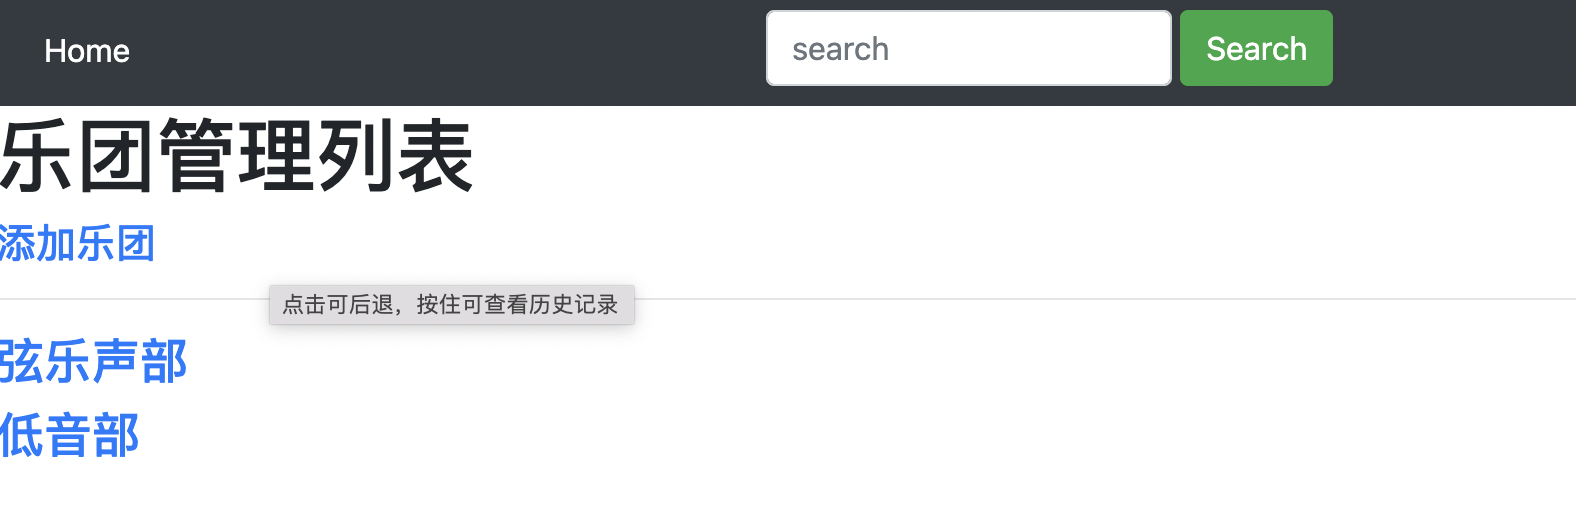 Home search Search
乐团管理列表
添加乐团
点击可后退，按住可查看历史记录
弦乐声部
低音部